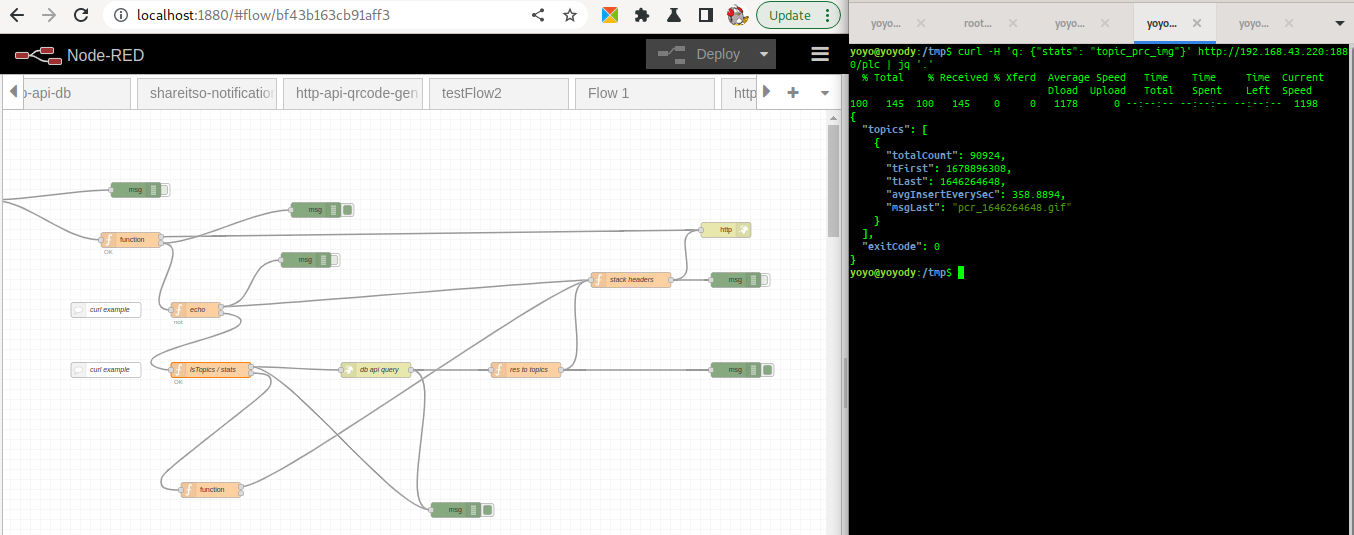 localhost:1880/#flow/bf43b163cb91aff3
Update
Node-RED
Deploy
-api-db
shareitso-notification
http-api-qrcode-gen
testFlow2
Flow 1
http
msg
msg
function
OK
http
msg
stack headers
msg
curl example
echo
not
curl example
lsTopics / stats
OK
db api query
res to topics
msg
function
msg
yoyo...
root...
yoyo...
yoyo...
yoyo...
yoyo@yoyody:/tmp$ curl -H 'q: {"stats": "topic_prc_img"}' http://192.168.43.220:188
0/plc | jq '.'
% Total % Received % Xferd Average Speed Time Time Time Current
Dload Upload Total Spent Left Speed
100 145 100 145 0 0 1178 0 --:--:-- --:--:-- --:--:-- 1198
{
"topics": [
{
"totalCount": 90924,
"tFirst": 1678896308,
"tLast": 1646264648,
"avgInsertEverySec": 358.8894,
"msgLast": "pcr_1646264648.gif"
}
],
"exitCode": 0
}
yoyo@yoyody:/tmp$